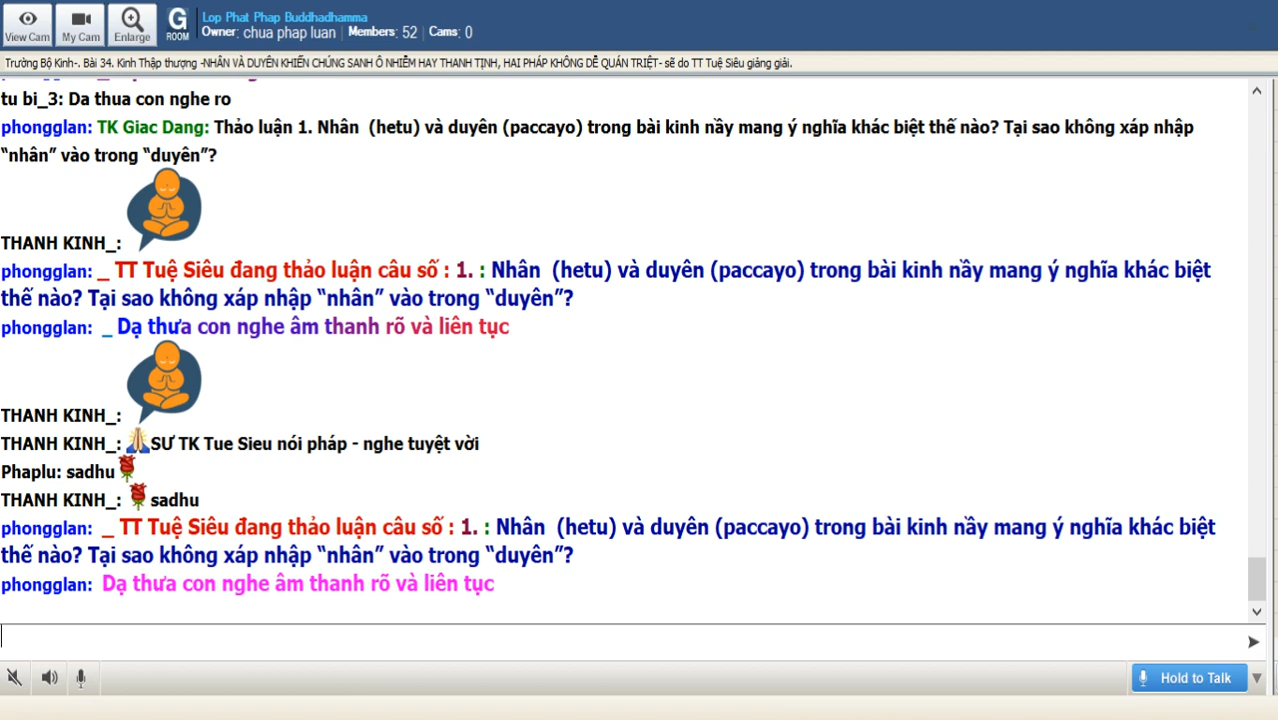 View Cam
My Cam
Enlarge
G
ROOM
Lop Phat Phap Buddhadhamma
Owner: chua phap luan | Members: 52 | Cams: 0
Trường Bộ Kinh-. Bài 34. Kinh Thập thượng -NHÂN VÀ DUYÊN KHIẾN CHÚNG SANH Ô NHIỄM HAY THANH TỊNH, HAI PHÁP KHÔNG DỄ QUÁN TRIỆT- sẽ do TT Tuệ Siêu giảng giải.
tu bi_3: Da thua con nghe ro
phongglan: TK Giac Dang: Thảo luận 1. Nhân (hetu) và duyên (paccayo) trong bài kinh nầy mang ý nghĩa khác biệt thế nào? Tại sao không xáp nhập
“nhân” vào trong “duyên”?
THANH KINH_:
phongglan: _ TT Tuệ Siêu đang thảo luận câu số : 1. : Nhân (hetu) và duyên (paccayo) trong bài kinh nầy mang ý nghĩa khác biệt
thế nào? Tại sao không xáp nhập “nhân” vào trong “duyên”?
phongglan: _ Dạ thưa con nghe âm thanh rõ và liên tục
THANH KINH_:
THANH KINH_: SƯ TK Tue Sieu nói pháp - nghe tuyệt vời
Phaplu: sadhu
THANH KINH_: sadhu
phongglan: _ TT Tuệ Siêu đang thảo luận câu số : 1. : Nhân (hetu) và duyên (paccayo) trong bài kinh nầy mang ý nghĩa khác biệt
thế nào? Tại sao không xáp nhập “nhân” vào trong “duyên”?
phongglan: Dạ thưa con nghe âm thanh rõ và liên tục
Hold to Talk